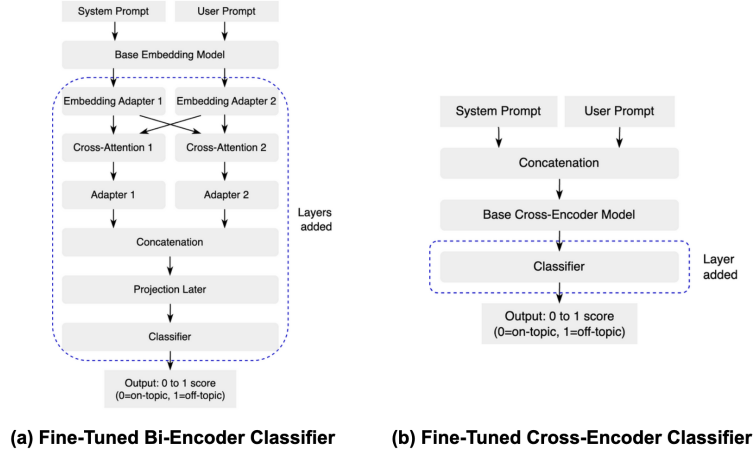 System Prompt
User Prompt
Base Embedding Model
Embedding Adapter 1
Embedding Adapter 2
Cross-Attention 1
Cross-Attention 2
Adapter 1
Adapter 2
Layers
added
Concatenation
Projection Later
Classifier
Output: 0 to 1 score
(0=on-topic, 1=off-topic)
(a) Fine-Tuned Bi-Encoder Classifier
System Prompt
User Prompt
Concatenation
Base Cross-Encoder Model
Classifier
Layer
added
Output: 0 to 1 score
(0=on-topic, 1=off-topic)
(b) Fine-Tuned Cross-Encoder Classifier